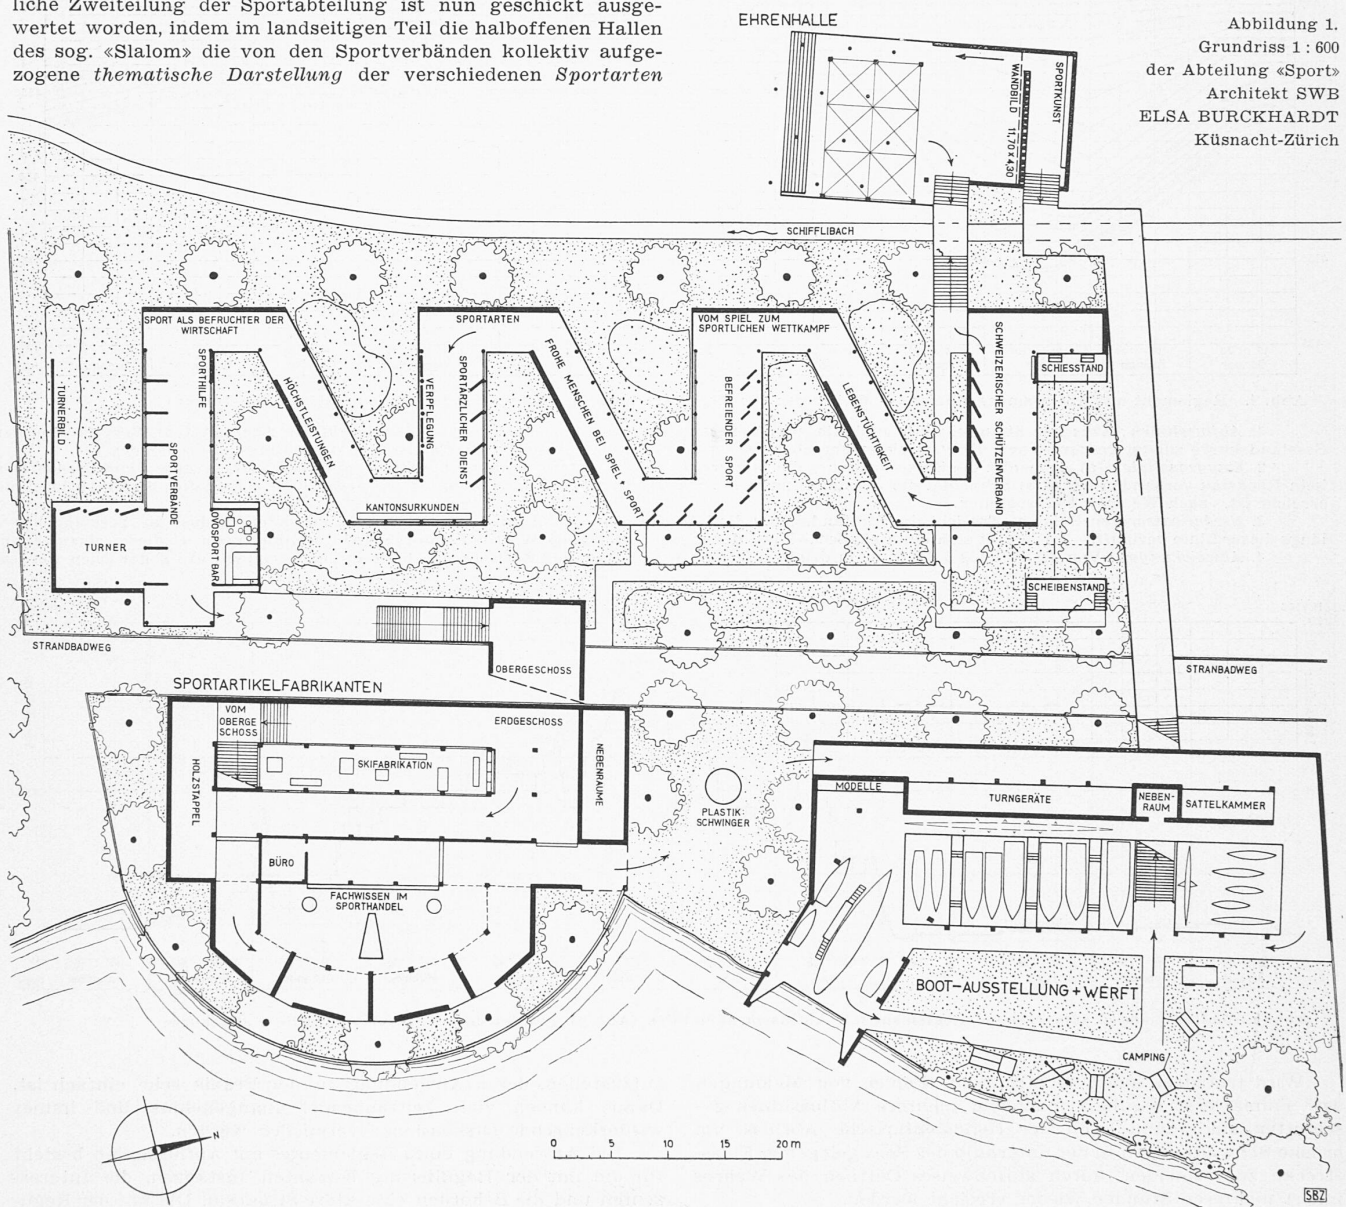 liche Zweiteilung der Sportabteilung ist nun geschickt ausge-
wertet worden, indem im landseitigen Teil die halboffenen Hallen
des sog. «Slalom» die von den Sportverbänden kollektiv aufge-
zogene thematische Darstellung der verschiedenen Sportarten
Abbildung 1.
Grundriss 1 : 600
der Abteilung «Sport»
Architekt SWB
ELSA BURCKHARDT
Küsnacht-Zürich
EHRENHALLE
SPORTKUNST
WANDBILD 11,70 x 4,30
SCHIFFLIBACH
SPORT ALS BEFRUCHTER DER
WIRTSCHAFT
SPORTARTEN
VOM SPIEL ZUM
SPORTLICHEN WETTKAMPF
TURNERBILD
SPORTHILFE
SPORTVERBÄNDE
HÖCHSTLEISTUNGEN
VERPFLEGUNG
SPORTÄRZLICHER DIENST
FROHE MENSCHEN BEI SPIEL + SPORT
BEFREIENDER SPORT
LEBENSTÜCHTIGKEIT
SCHWEIZERISCHER SCHÜTZENVERBAND
SCHIESSTAND
KANTONSURKUNDEN
TURNER
OVOSPORT BAR
SCHEIBENSTAND
STRANDBADWEG
OBERGESCHOSS
STRANBADWEG
SPORTARTIKELFABRIKANTEN
VOM
OBERGE
SCHOSS
ERDGESCHOSS
NEBENRÄUME
HOLZSTAPPEL
SKIFABRIKATION
BÜRO
FACHWISSEN IM
SPORTHANDEL
PLASTIK-
SCHWINGER
MODELLE
TURNGERÄTE
NEBEN-
RAUM
SATTELKAMMER
BOOT-AUSSTELLUNG + WERFT
CAMPING
N
0 5 10 15 20 m
SBZ